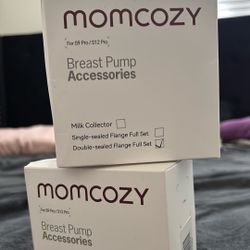 momcozy
For S9 Pro / S12 Pro
Breast Pump
Accessories
Milk Collector
Single-sealed Flange Full Set
Double-sealed Flange Full Set
momcozy
For S9 Pro / S12 Pro
Breast Pump
Accessories